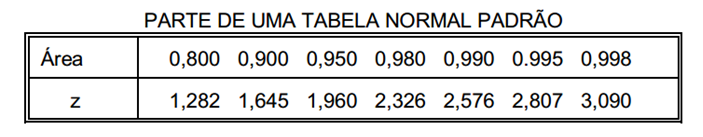 PARTE DE UMA TABELA NORMAL PADRÃO
Área 0,800 0,900 0,950 0,980 0,990 0.995 0,998
z 1,282 1,645 1,960 2,326 2,576 2,807 3,090